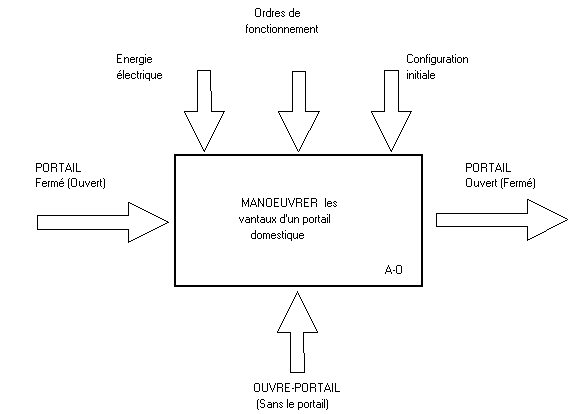 Ordres de
fonctionnement
Energie
électrique
Configuration
initiale
PORTAIL
Fermé (Ouvert)
PORTAIL
Ouvert (Fermé)
MANOEUVRER les
vantaux d'un portail
domestique
A-0
OUVRE-PORTAIL
(Sans le portail)